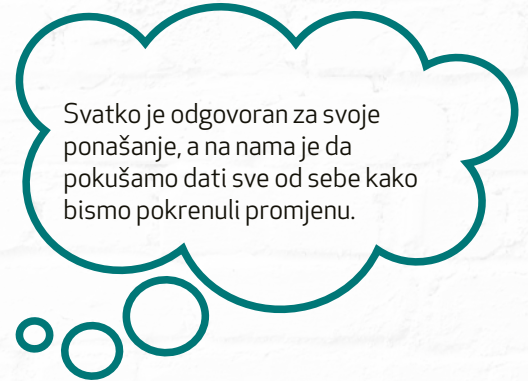 Svatko je odgovoran za svoje
ponašanje, a na nama je da
pokušamo dati sve od sebe kako
bismo pokrenuli promjenu.